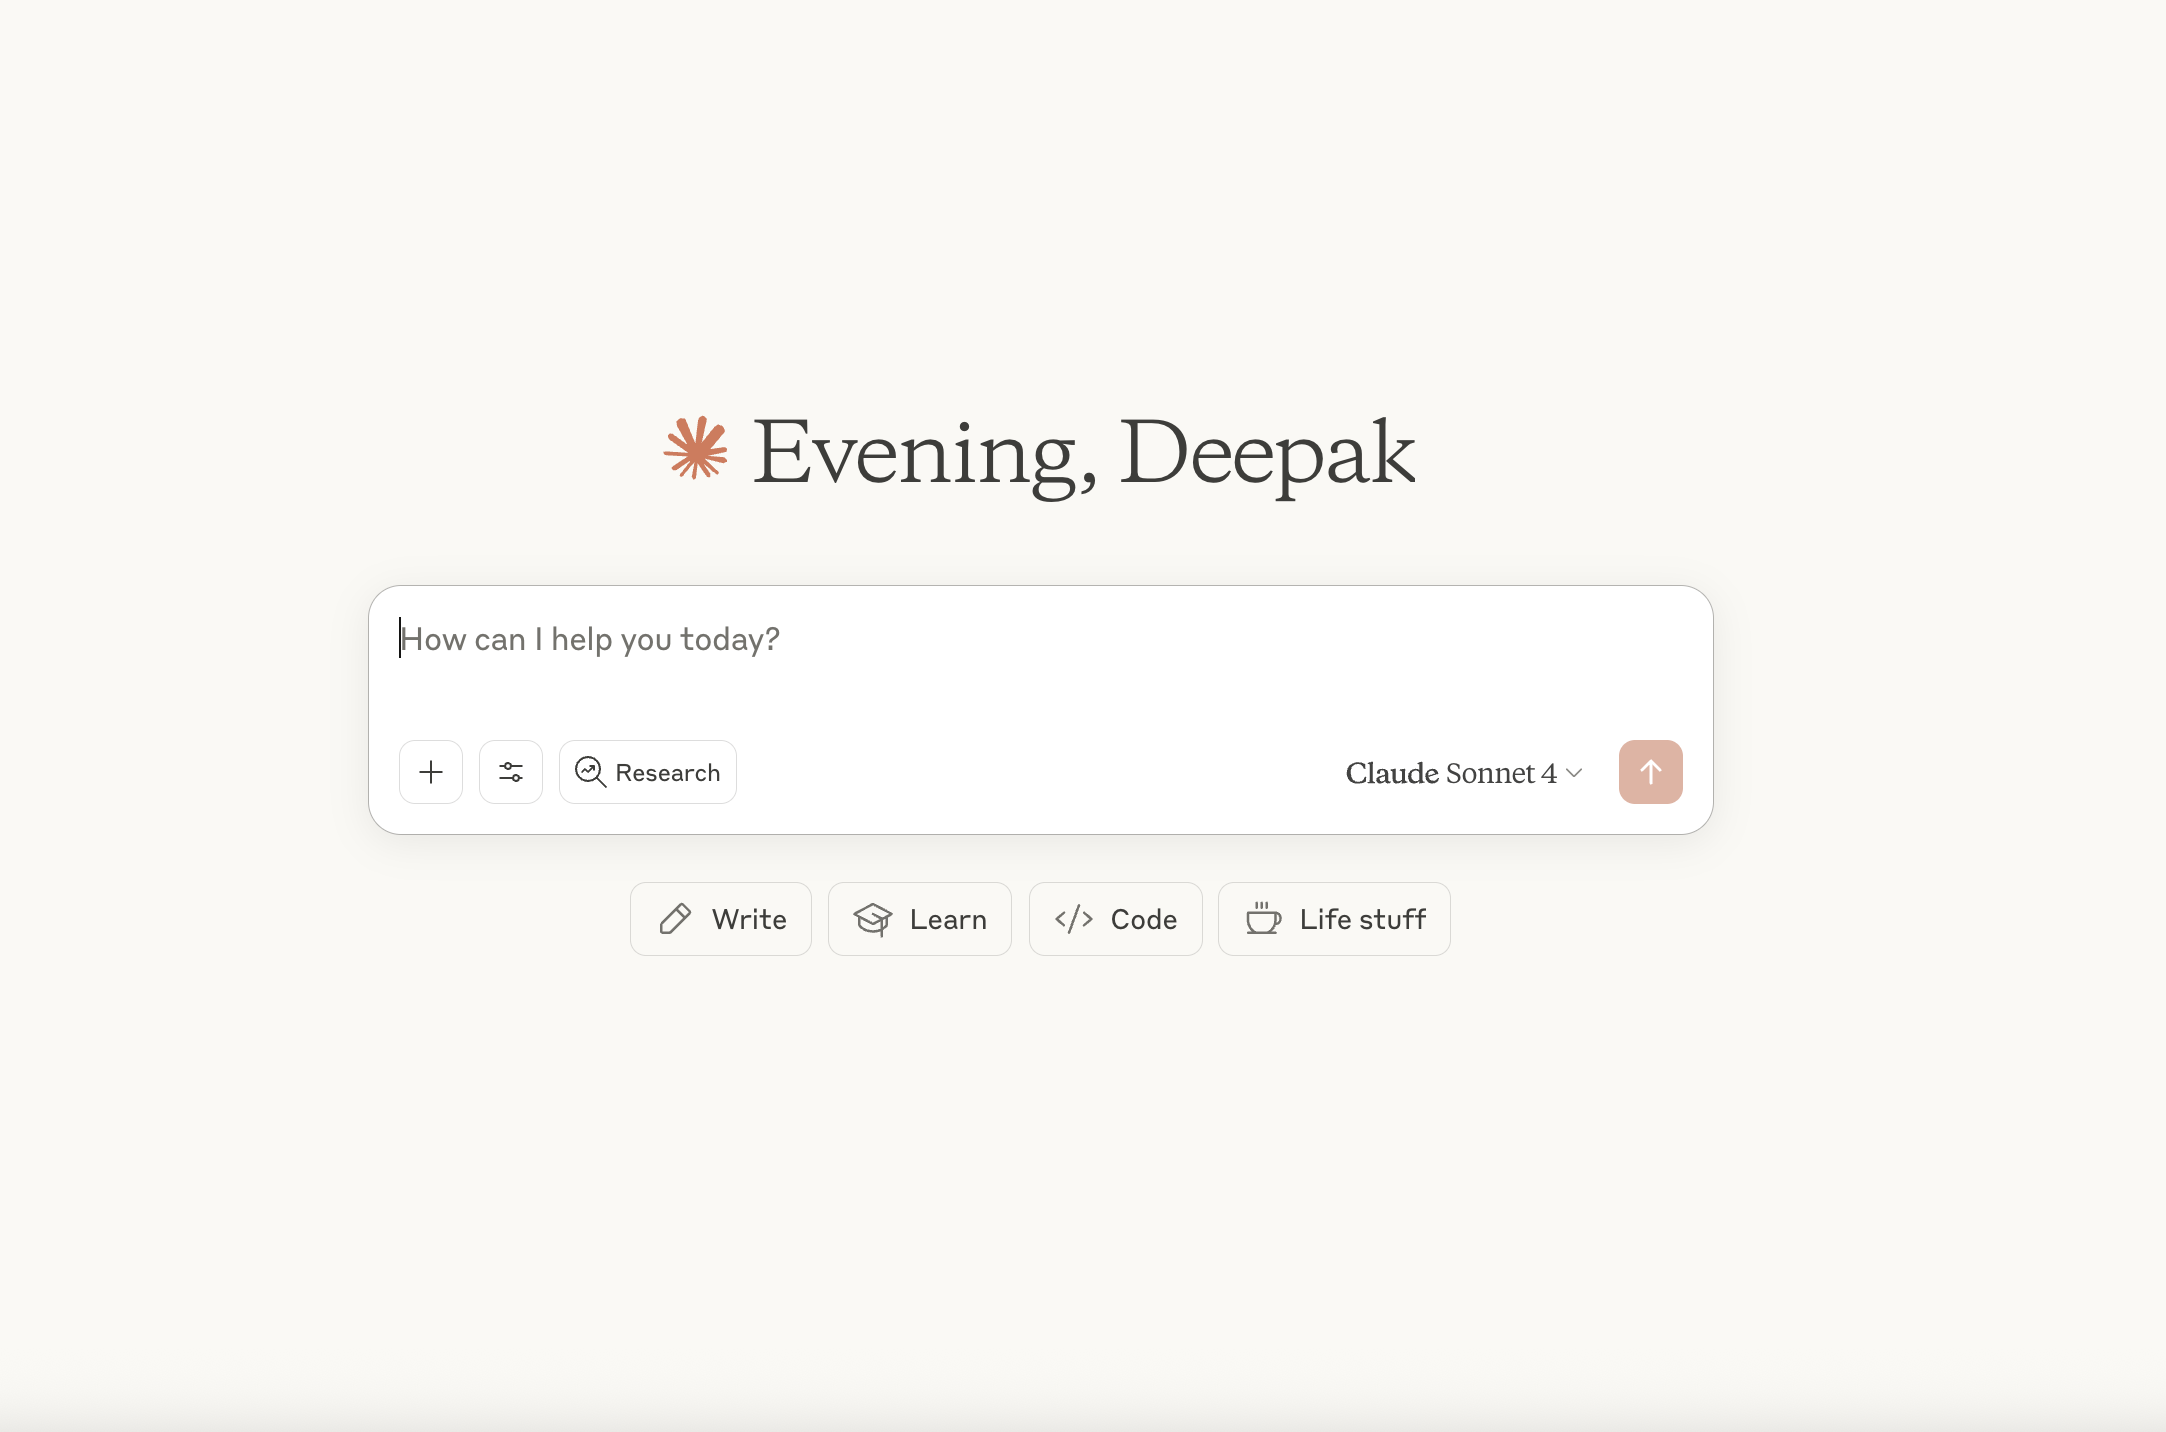 Evening, Deepak
How can I help you today?
Research
Claude Sonnet 4
Write
Learn
Code
Life stuff